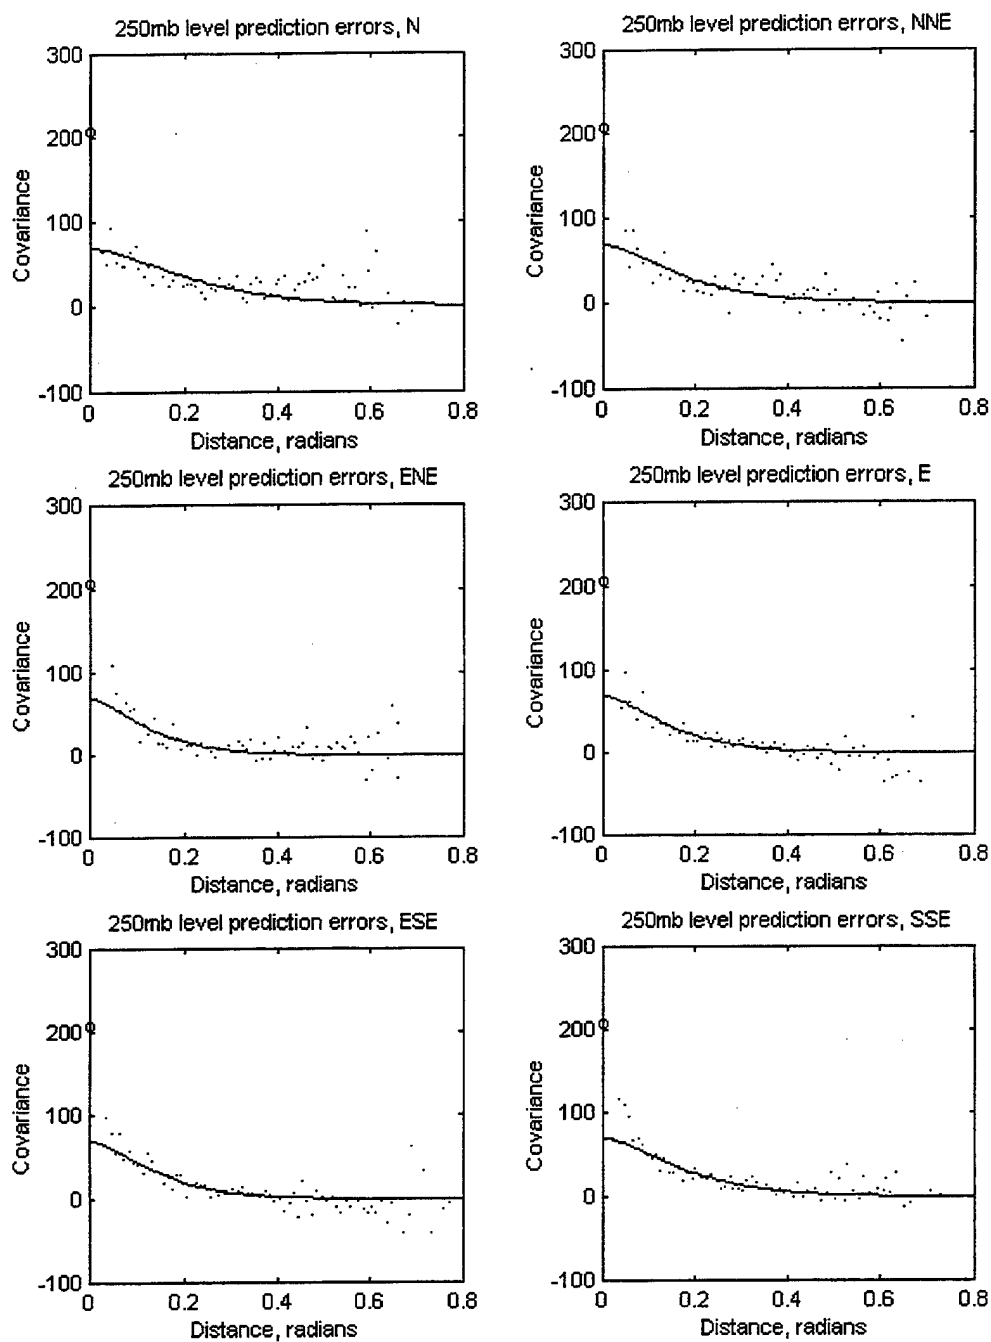 250mb level prediction errors, N
300
200
100
0
-100
Covariance
0 0.2 0.4 0.6 0.8
Distance, radians
250mb level prediction errors, NNE
300
200
100
0
-100
Covariance
0 0.2 0.4 0.6 0.8
Distance, radians
250mb level prediction errors, ENE
300
200
100
0
-100
Covariance
0 0.2 0.4 0.6 0.8
Distance, radians
250mb level prediction errors, E
300
200
100
0
-100
Covariance
0 0.2 0.4 0.6 0.8
Distance, radians
250mb level prediction errors, ESE
300
200
100
0
-100
Covariance
0 0.2 0.4 0.6 0.8
Distance, radians
250mb level prediction errors, SSE
300
200
100
0
-100
Covariance
0 0.2 0.4 0.6 0.8
Distance, radians